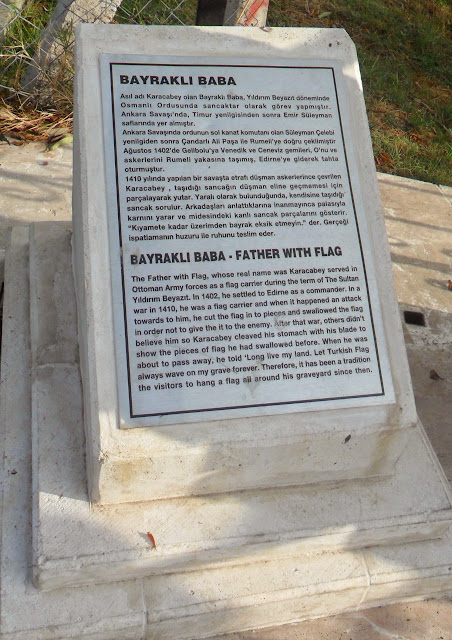 BAYRAKLI BABA
Asıl adı Karacabey olan Bayraklı Baba, Yıldırım Beyazıt döneminde
Osmanlı Ordusunda sancaktar olarak görev yapmıştır.
Ankara Savaşı'nda, Timur yenilgisinden sonra Emir Süleyman
saflarında yer almıştır.
Ankara Savaşında ordunun sol kanat komutanı olan Süleyman Çelebi
yenilgiden sonra Çandarlı Ali Paşa ile Rumeli'ye doğru çekilmiştir
Ağustos 1402'de Gelibolu'ya Venedik ve Ceneviz gemileri, O'nu ve
askerlerini Rumeli yakasına taşımış, Edirne'ye giderek tahta
oturmuştur.
1410 yılında yapılan bir savaşta etrafı düşman askerlerince çevrilen
Karacabey , taşıdığı sancağın düşman eline geçmemesi için
parçalayarak yutar. Yaralı olarak bulunduğunda, kendisine taşıdığı
sancak sorulur. Arkadaşları anlattıklarına inanmayınca palasıyla
karnını yarar ve midesindeki kanlı sancak parçalarını gösterir.
"Kıyamete kadar üzerimden bayrak eksik etmeyin." der. Gerçeği
ispatlamanın huzuru ile ruhunu teslim eder.
BAYRAKLI BABA - FATHER WITH FLAG
The Father with Flag, whose real name was Karacabey served in
Ottoman Army forces as a flag carrier during the term of The Sultan
Yıldırım Beyazıt. In 1402, he settled to Edirne as a commander. In a
war in 1410, he was a flag carrier and when it happened an attack
towards to him, he cut the flag in to pieces and swallowed the flag
in order not to give the it to the enemy. After that war, others didn't
believe him so Karacabey cleaved his stomach with his blade to
show the pieces of flag he had swallowed before. When he was
about to pass away, he told 'Long live my land. Let Turkish Flag
always wave on my grave forever. Therefore, it has been a tradition
the visitors to hang a flag all around his graveyard since then.